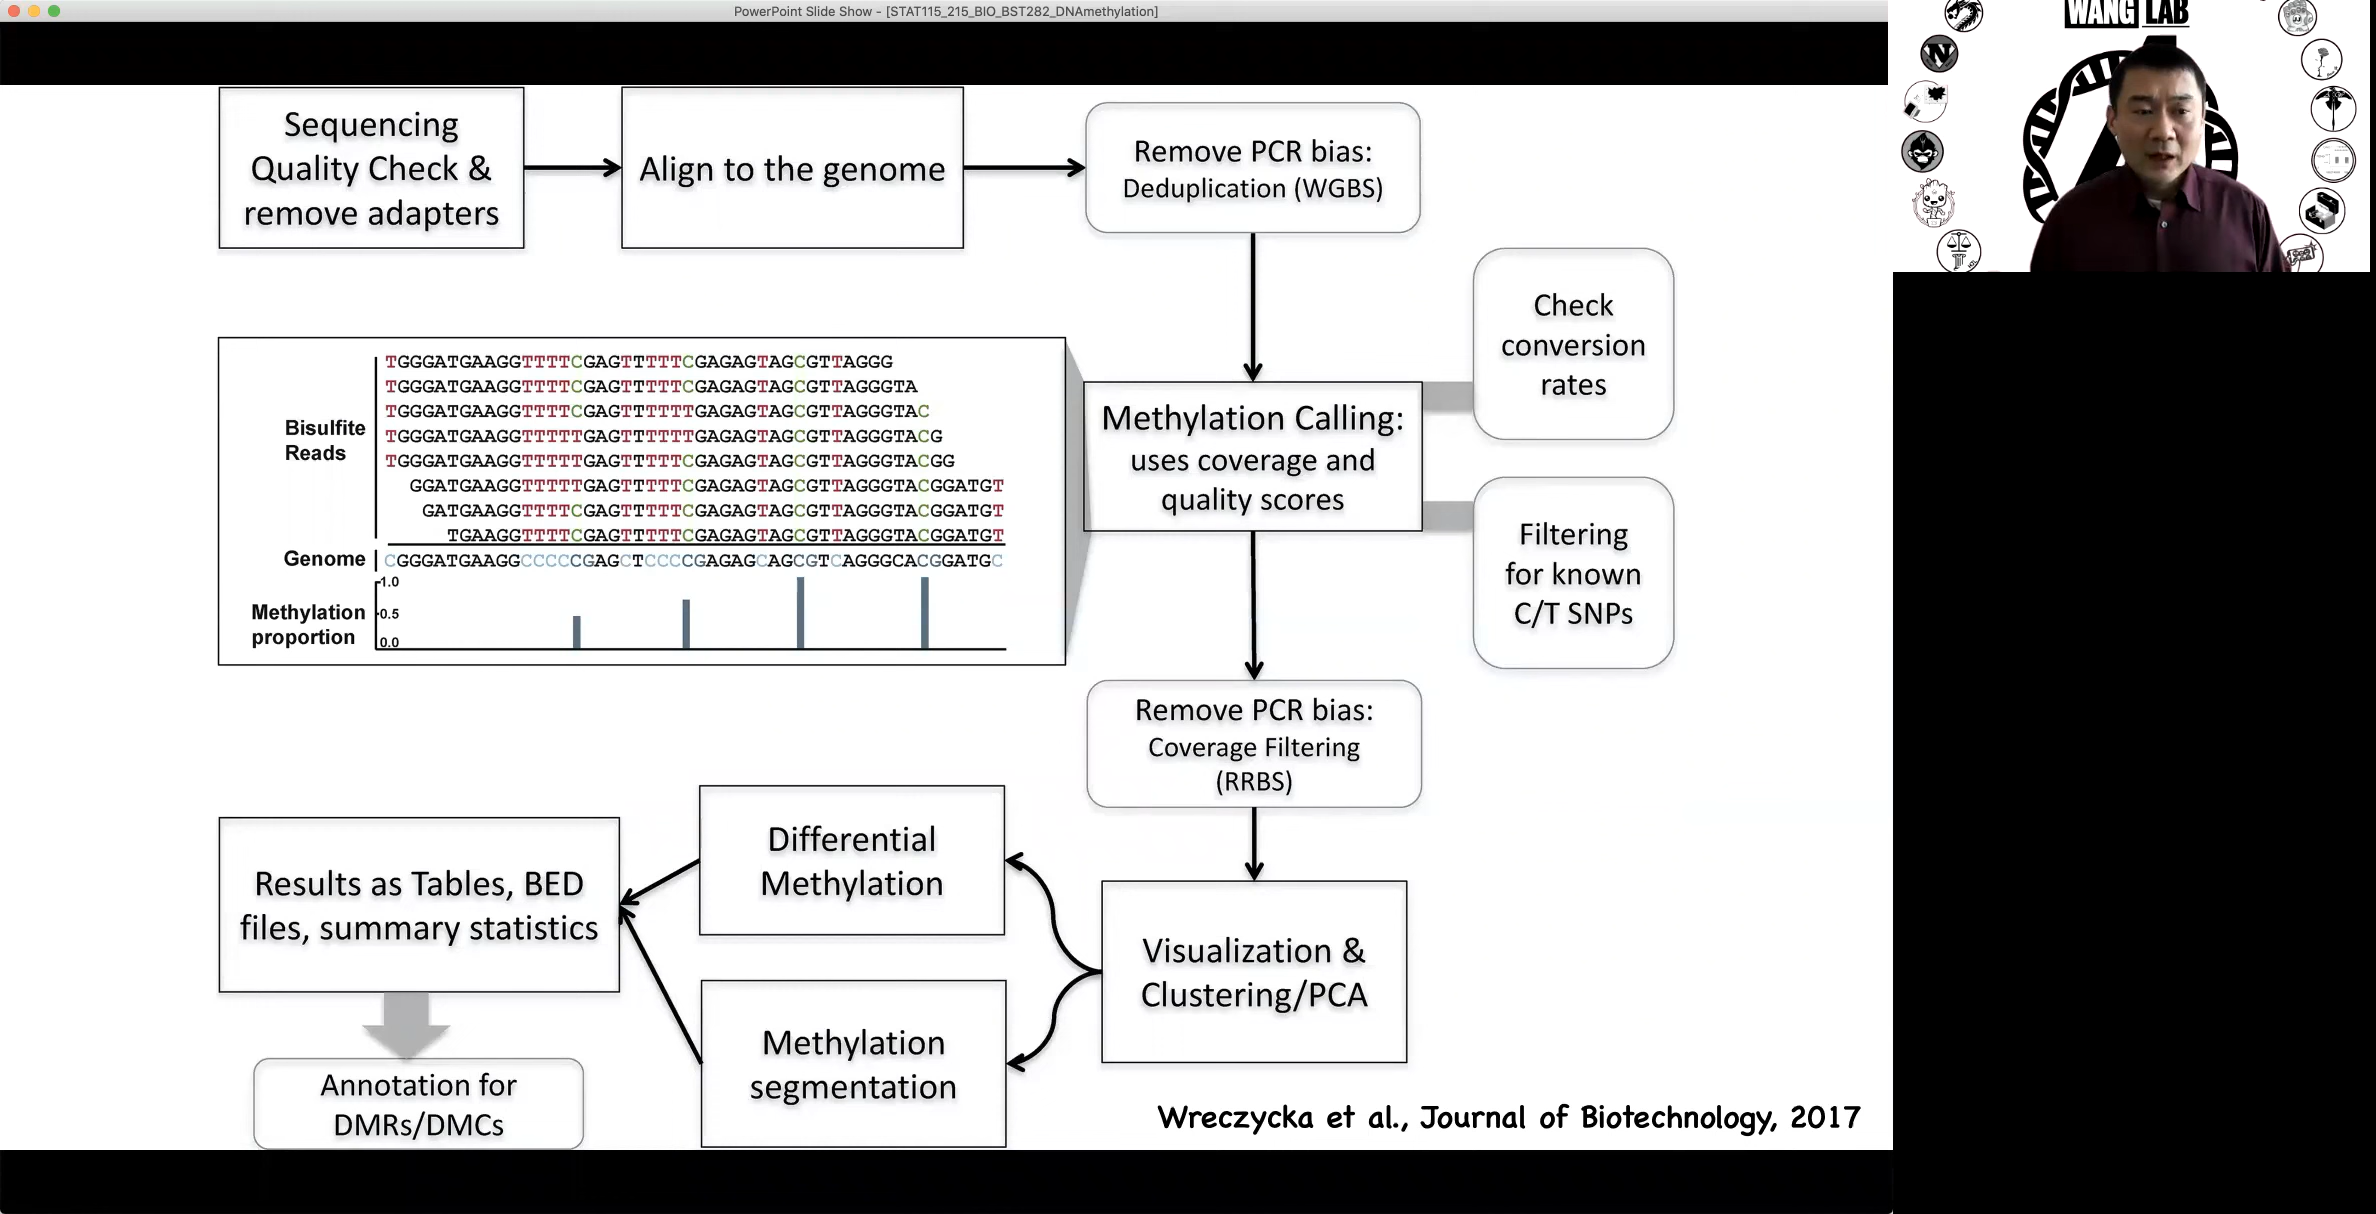 PowerPoint Slide Show - [STAT115_215_BIO_BST282_DNAmethylation]
WANG LAB
N
Sequencing
Quality Check &
remove adapters
Align to the genome
Remove PCR bias:
Deduplication (WGBS)
Check
conversion
rates
Bisulfite
Reads
TGGGATGAAGGTTTTCGAGTTTTTCGAGAGTAGCGTTAGGG
TGGGATGAAGGTTTTCGAGTTTTTCGAGAGTAGCGTTAGGGTA
TGGGATGAAGGTTTTCGAGTTTTTTGAGAGTAGCGTTAGGGTAC
TGGGATGAAGGTTTTTGAGTTTTTTGAGAGTAGCGTTAGGGTACG
TGGGATGAAGGTTTTTGAGTTTTTCGAGAGTAGCGTTAGGGTACGG
GGATGAAGGTTTTTGAGTTTTTCGAGAGTAGCGTTAGGGTACGGATGT
GATGAAGGTTTTCGAGTTTTTCGAGAGTAGCGTTAGGGTACGGATGT
TGAAGGTTTTCGAGTTTTTCGAGAGTAGCGTTAGGGTACGGATGT
Genome
CGGGATGAAGGCCCCCGAGCTCCCCGAGAGCAGCGTCAGGGCACGGATGC
1.0
0.5
0.0
Methylation
proportion
Methylation Calling:
uses coverage and
quality scores
Filtering
for known
C/T SNPs
Remove PCR bias:
Coverage Filtering
(RRBS)
Visualization &
Clustering/PCA
Differential
Methylation
Methylation
segmentation
Results as Tables, BED
files, summary statistics
Annotation for
DMRs/DMCs
Wreczycka et al., Journal of Biotechnology, 2017